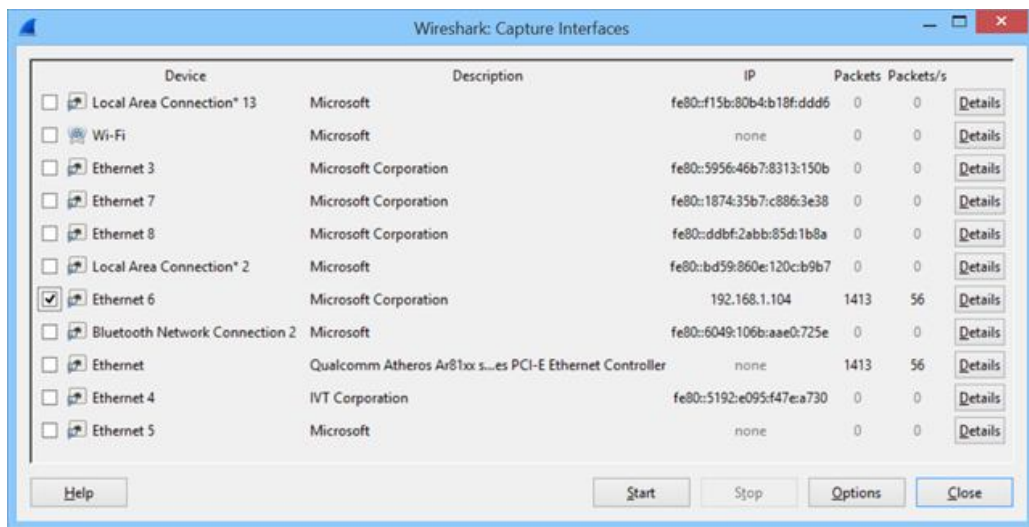 Wireshark: Capture Interfaces
Device Description IP Packets Packets/s
Local Area Connection* 13 Microsoft fe80::f15b:80b4:b18f:ddd6 0 0 Details
Wi-Fi Microsoft none 0 0 Details
Ethernet 3 Microsoft Corporation fe80::5956:46b7:8313:150b 0 0 Details
Ethernet 7 Microsoft Corporation fe80::1874:35b7:c886:3e38 0 0 Details
Ethernet 8 Microsoft Corporation fe80::ddbf:2abb:85d:1b8a 0 0 Details
Local Area Connection* 2 Microsoft fe80::bd59:860e:120c:b9b7 0 0 Details
Ethernet 6 Microsoft Corporation 192.168.1.104 1413 56 Details
Bluetooth Network Connection 2 Microsoft fe80::6049:106b:aae0:725e 0 0 Details
Ethernet Qualcomm Atheros Ar81xx s...es PCI-E Ethernet Controller none 1413 56 Details
Ethernet 4 IVT Corporation fe80::5192:e095:f47e:a730 0 0 Details
Ethernet 5 Microsoft none 0 0 Details
Help Start Stop Options Close